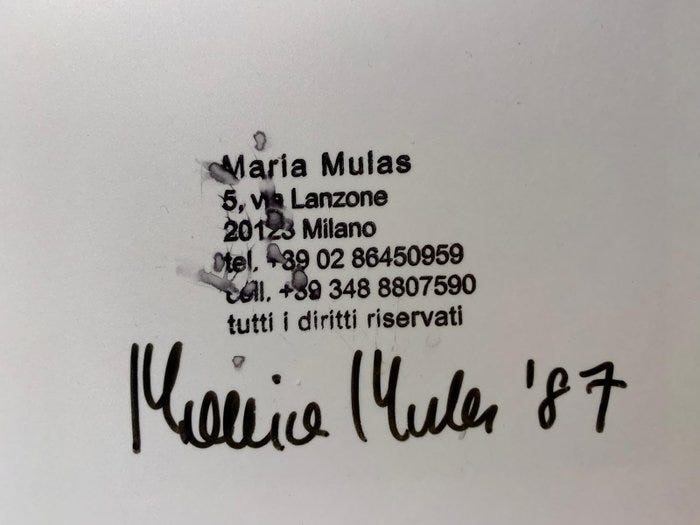 Maria Mulas
5, via Lanzone
20123 Milano
tel. +39 02 86450959
cell. +39 348 8807590
tutti i diritti riservati
Maria Mulas '87